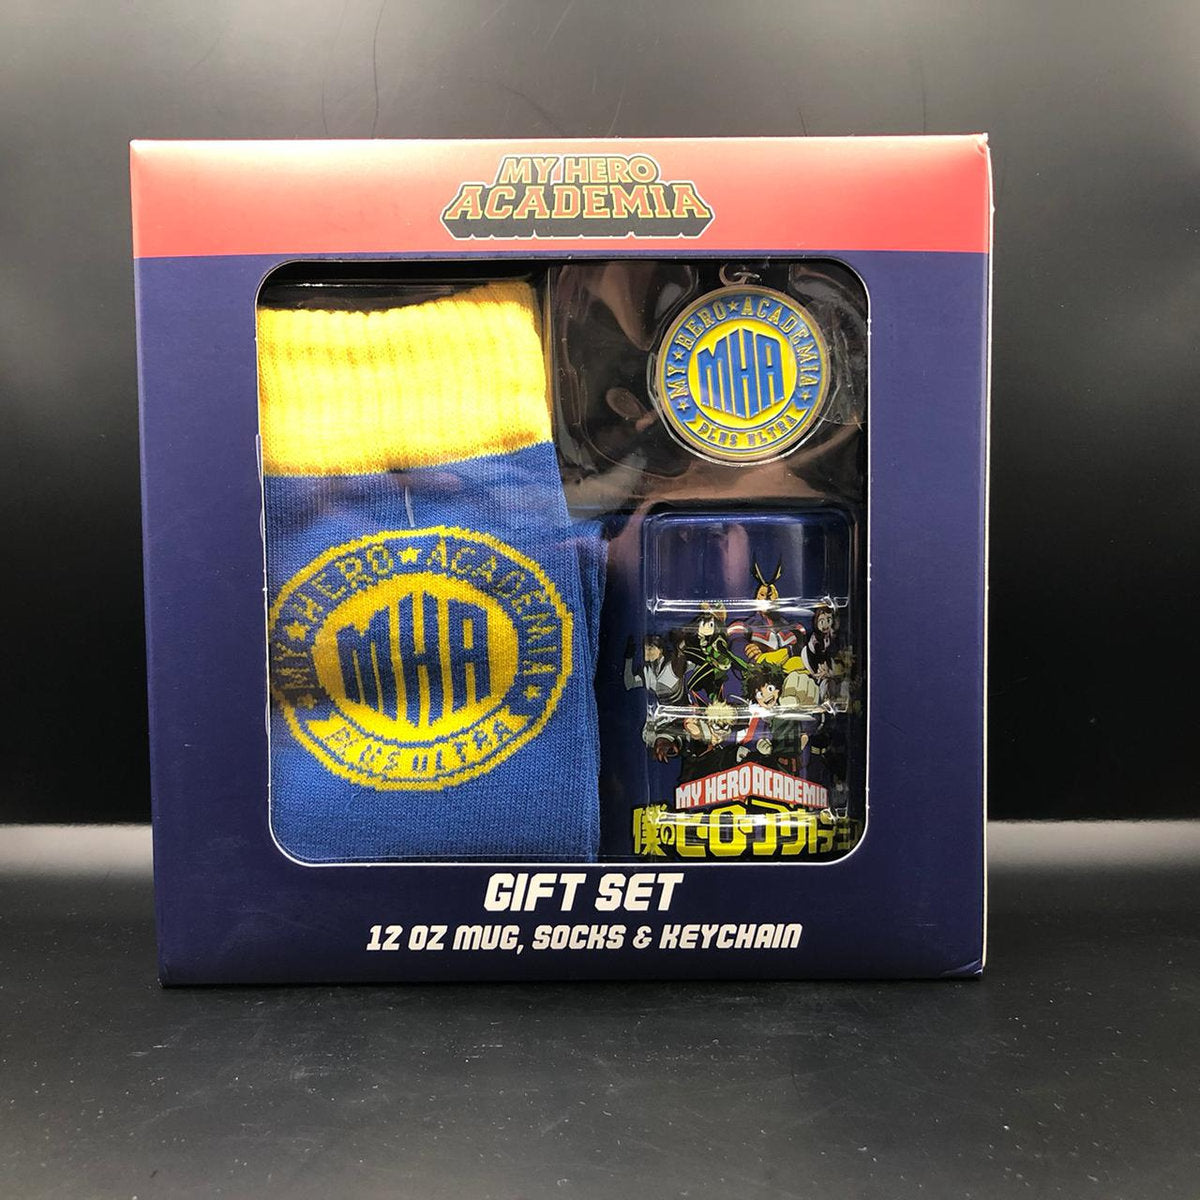 MY HERO
ACADEMIA
MY★HERO★ACADEMIA★
MHA
PLUS ULTRA
MY★HERO★ACADEMIA★
MHA
PLUS ULTRA
MY HERO ACADEMIA
僕のヒーローアカデミ
GIFT SET
12 OZ MUG, SOCKS & KEYCHAIN